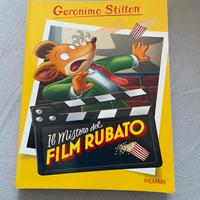 Geronimo Stilton
Il Mistero del
FILM RUBATO
PIEMME